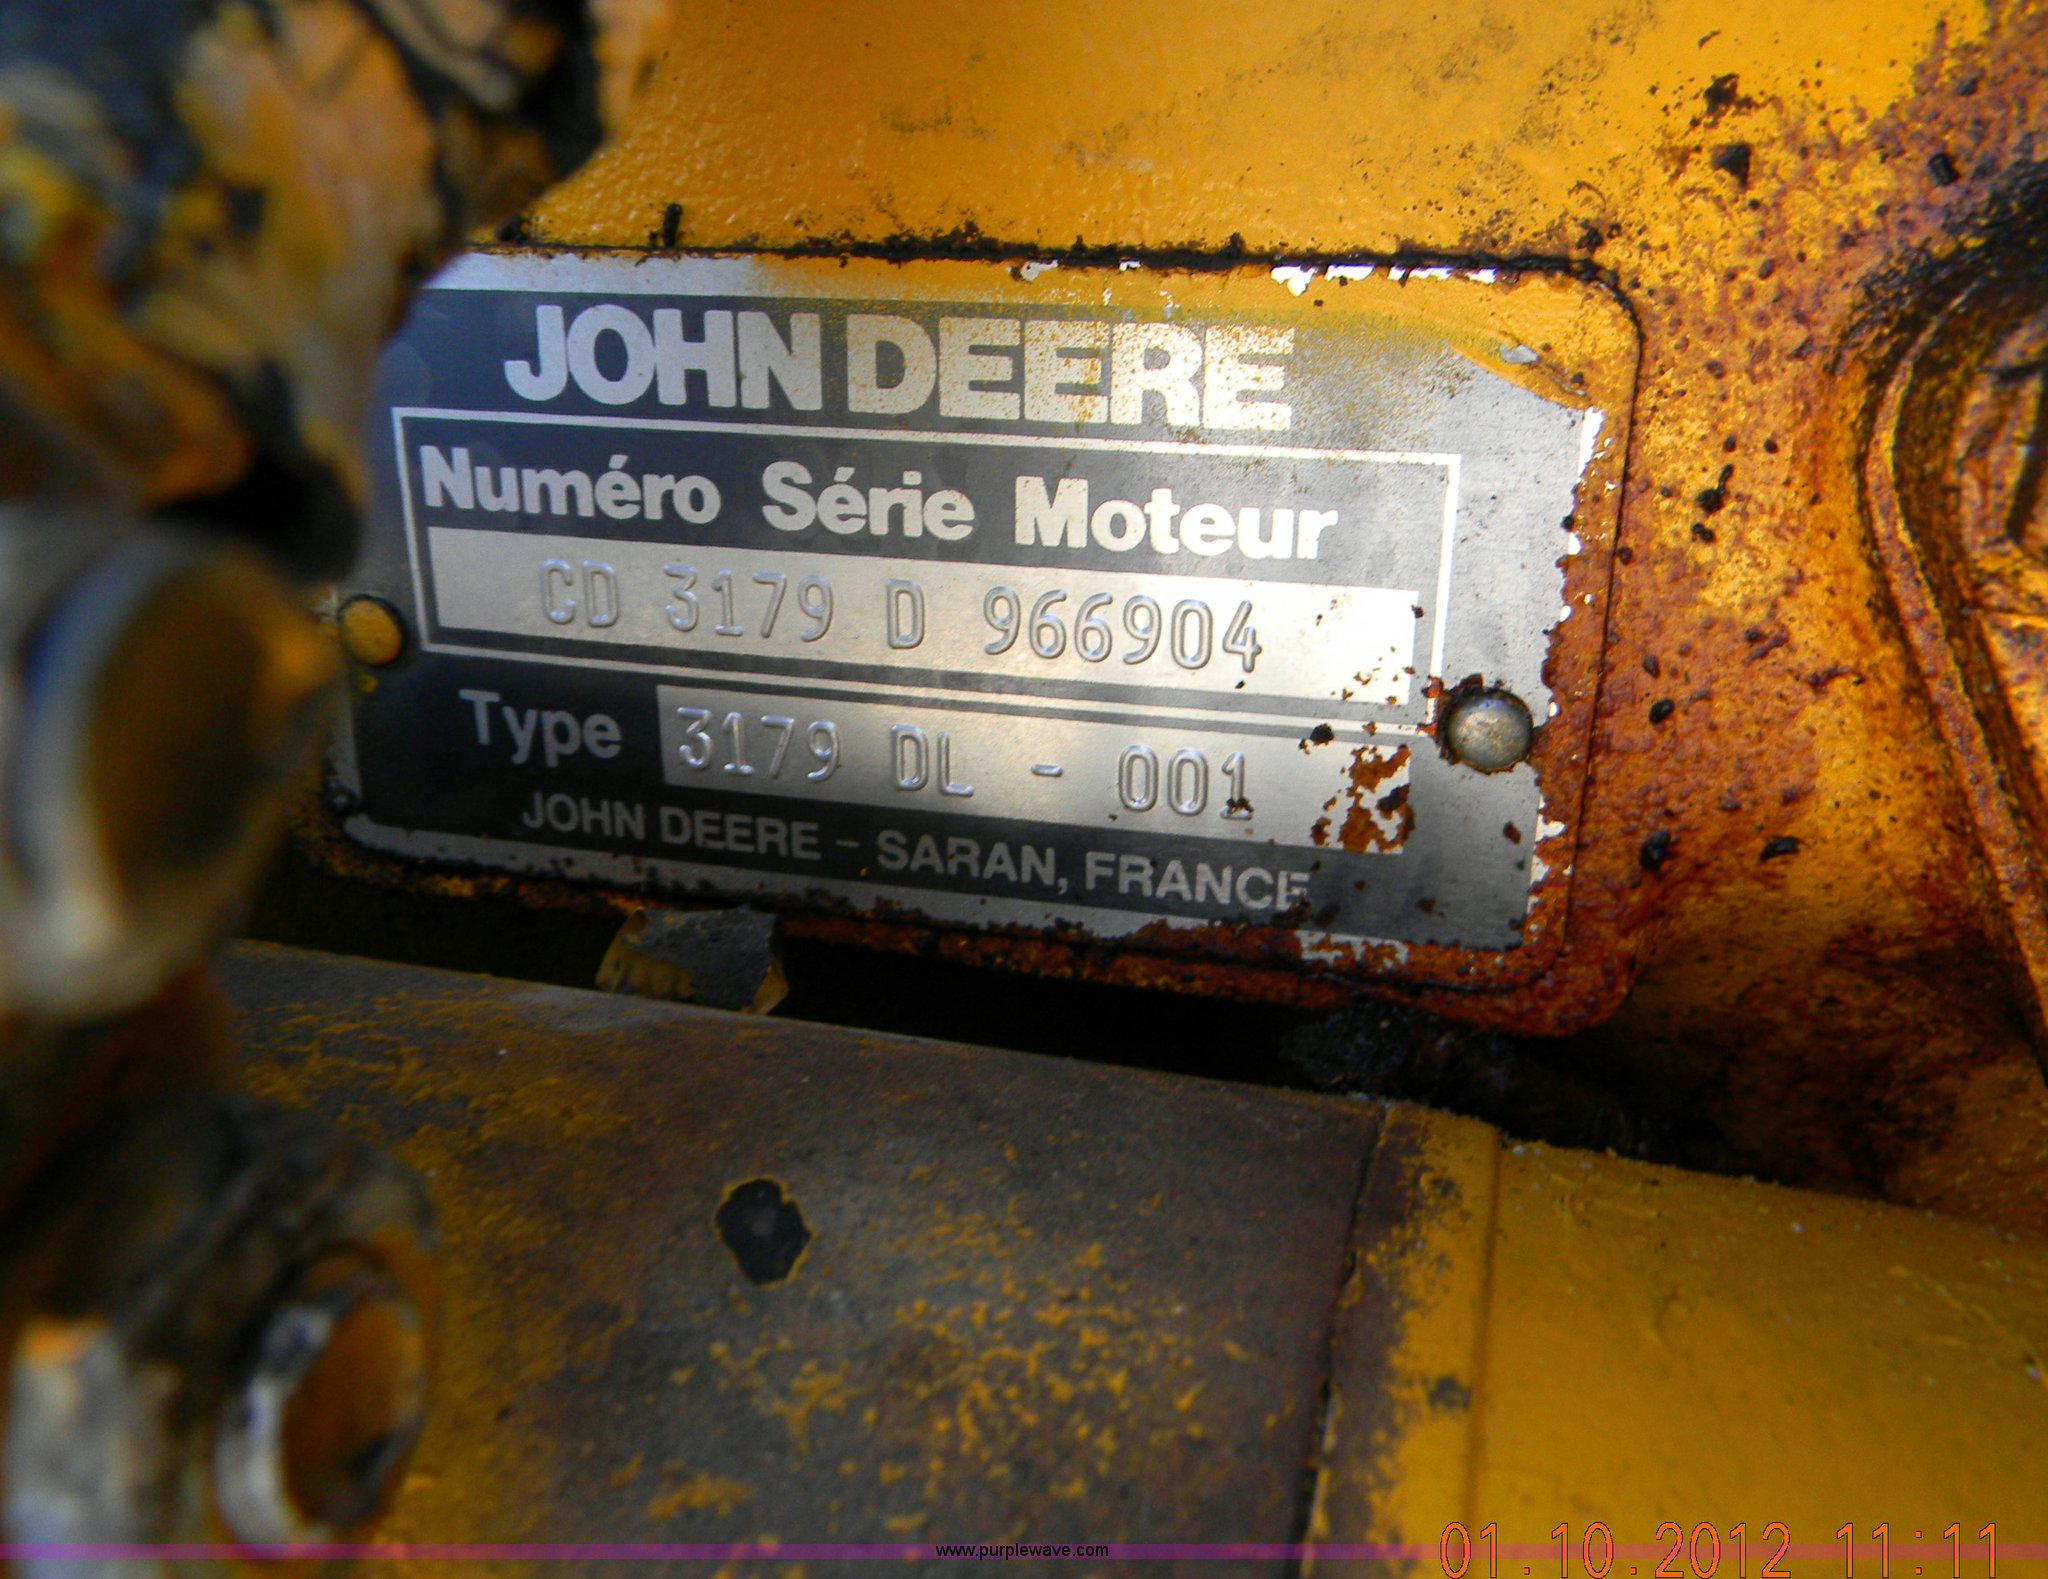 JOHN DEERE
Numéro Série Moteur
CD 3179 D 966904
Type 3179 DL - 001
JOHN DEERE - SARAN, FRANCE
www.purplewave.com
01.10.2012 11:11